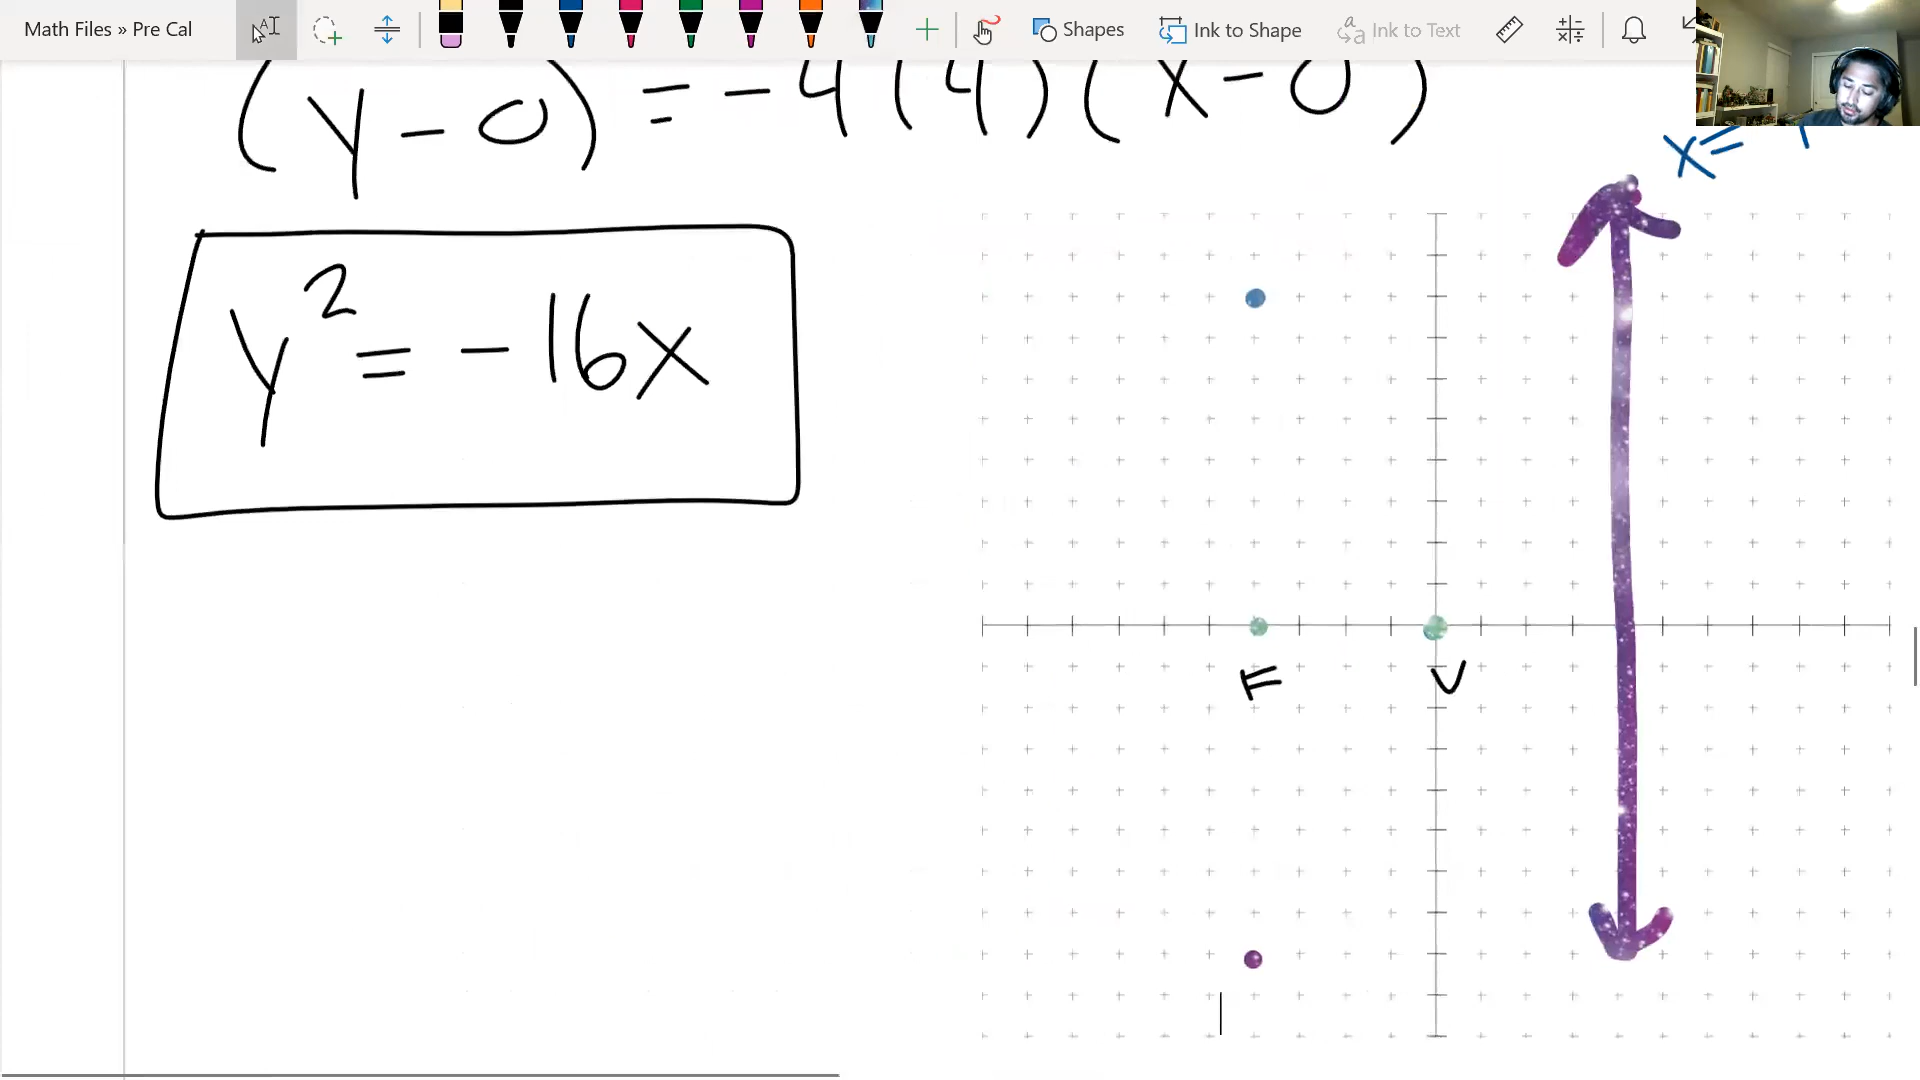 Math Files » Pre Cal
Shapes
Ink to Shape
Ink to Text
(y-0) = -4(4)(x-0)
x=
y² = -16x
F
V